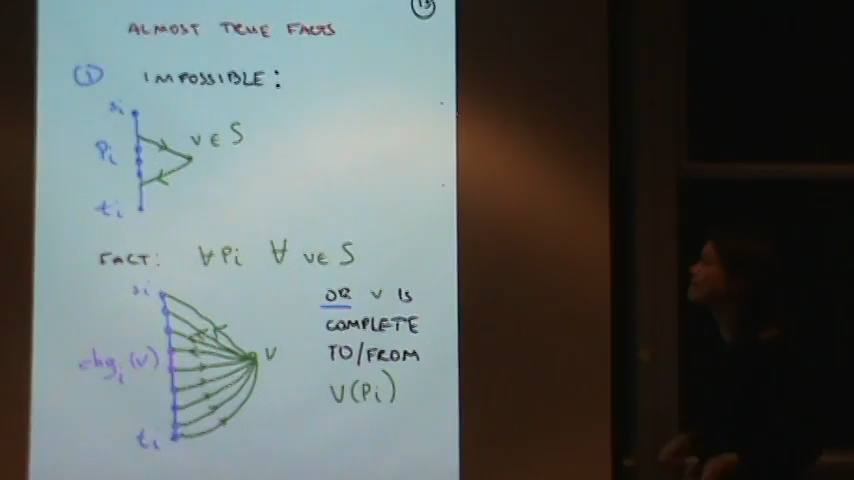 13
ALMOST TRUE FACTS
① IMPOSSIBLE:
si
Pi
v ∈ S
ti
FACT: ∀ Pi ∀ v∈ S
si
OR v IS
COMPLETE
TO/FROM
V(Pi)
chgi(v)
v
ti